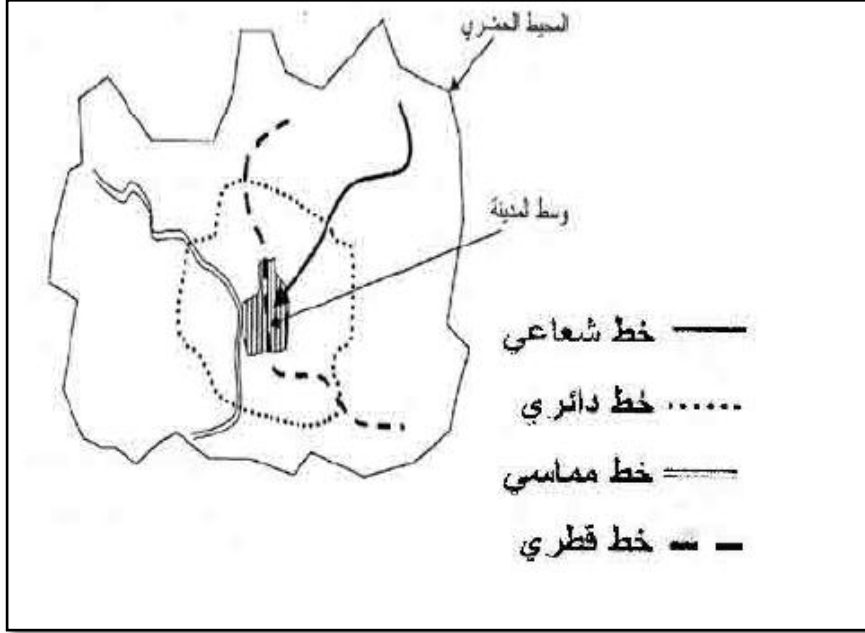 المحيط الحضري
وسط المدينة
خط شعاعي
خط دائري
خط مماسي
خط قطري